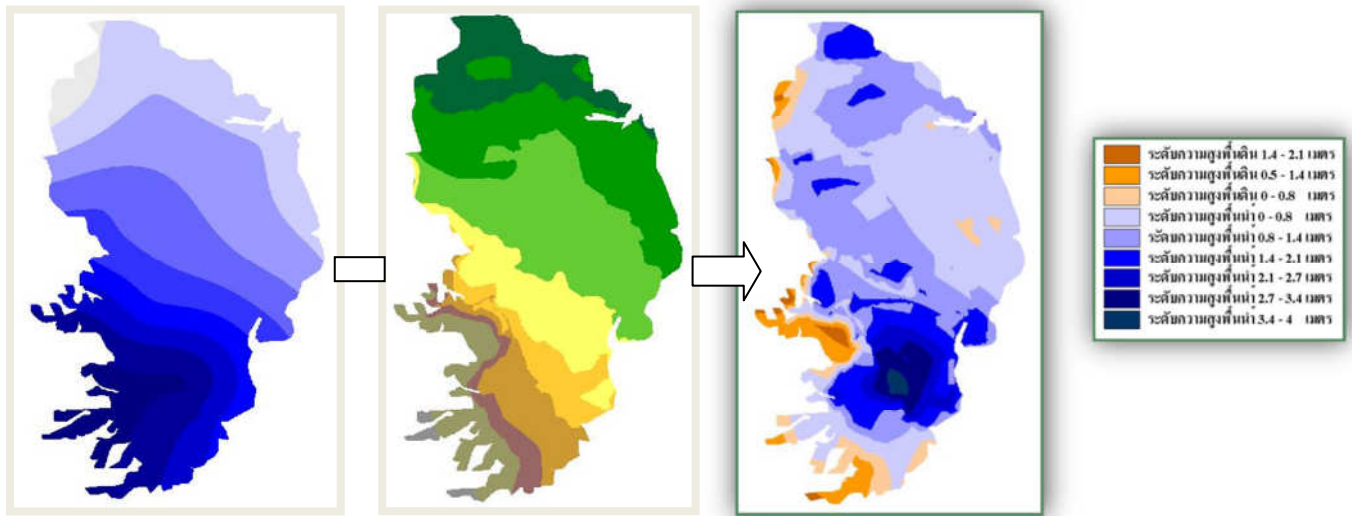 ระดับความสูงพื้นดิน 1.4 - 2.1 เมตร
ระดับความสูงพื้นดิน 0.5 - 1.4 เมตร
ระดับความสูงพื้นดิน 0 - 0.8 เมตร
ระดับความสูงพื้นน้ำ 0 - 0.8 เมตร
ระดับความสูงพื้นน้ำ 0.8 - 1.4 เมตร
ระดับความสูงพื้นน้ำ 1.4 - 2.1 เมตร
ระดับความสูงพื้นน้ำ 2.1 - 2.7 เมตร
ระดับความสูงพื้นน้ำ 2.7 - 3.4 เมตร
ระดับความสูงพื้นน้ำ 3.4 - 4 เมตร